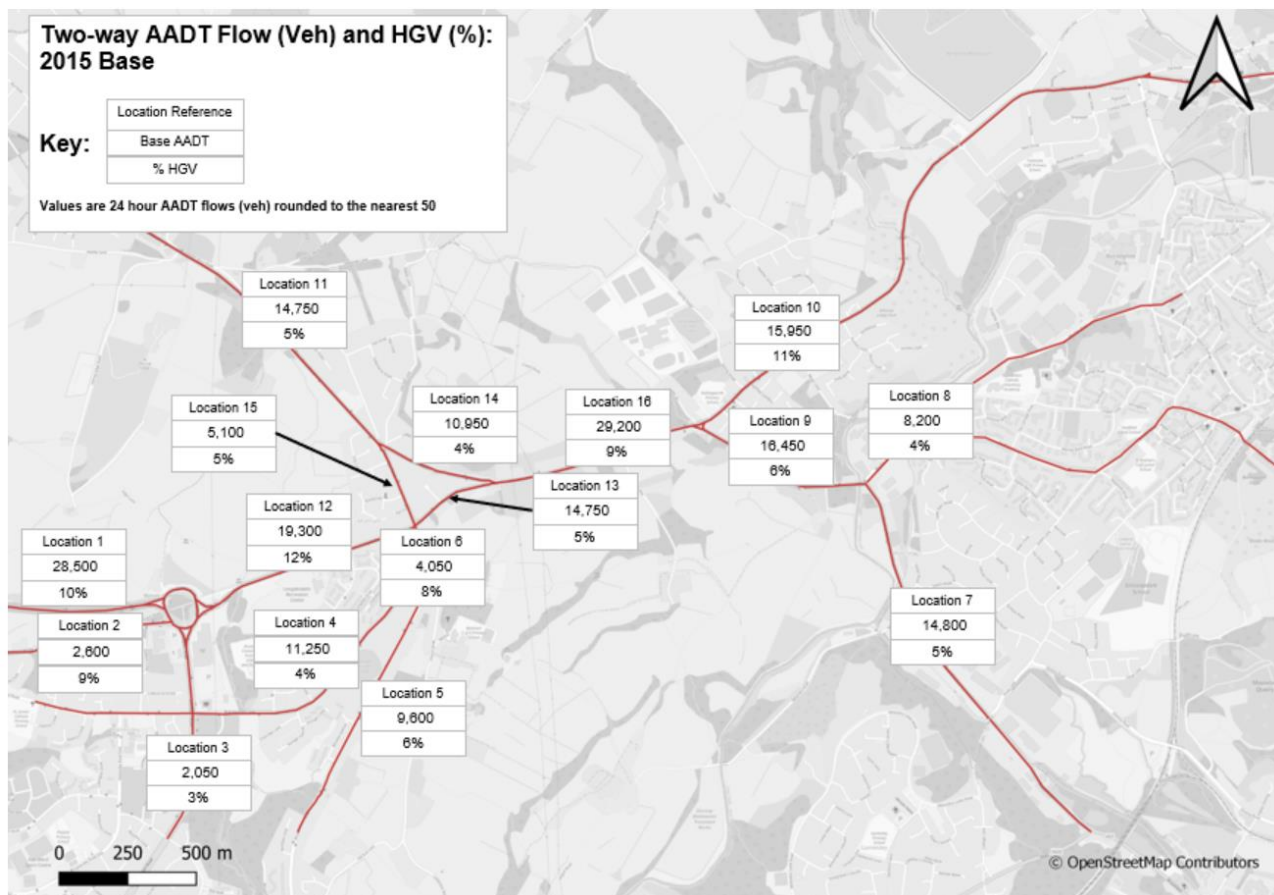 Two-way AADT Flow (Veh) and HGV (%):
2015 Base
Key:
Location Reference
Base AADT
% HGV
Values are 24 hour AADT flows (veh) rounded to the nearest 50
Location 11
14,750
5%
Location 10
15,950
11%
Location 15
5,100
5%
Location 14
10,950
4%
Location 16
29,200
9%
Location 9
16,450
6%
Location 8
8,200
4%
Location 13
14,750
5%
Location 12
19,300
12%
Location 1
28,500
10%
Location 6
4,050
8%
Location 2
2,600
9%
Location 4
11,250
4%
Location 7
14,800
5%
Location 5
9,600
6%
Location 3
2,050
3%
0 250 500 m
© OpenStreetMap Contributors